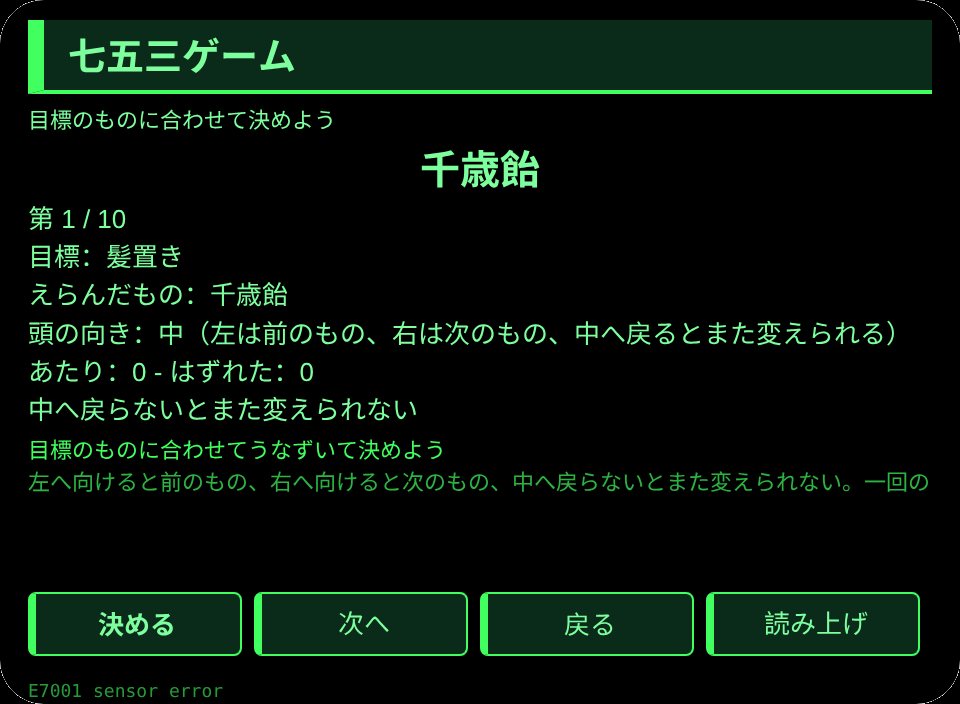 七五三ゲーム
目標のものに合わせて決めよう
千歳飴
第 1 / 10
目標: 髪置き
えらんだもの: 千歳飴
頭の向き: 中（左は前のもの、右は次のもの、中へ戻るとまた変えられる）
あたり: 0 - はずれた: 0
中へ戻らないとまた変えられない
目標のものに合わせてうなずいて決めよう
左へ向けると前のもの、右へ向けると次のもの、中へ戻らないとまた変えられない。一回の
決める
次へ
戻る
読み上げ
E7001 sensor error